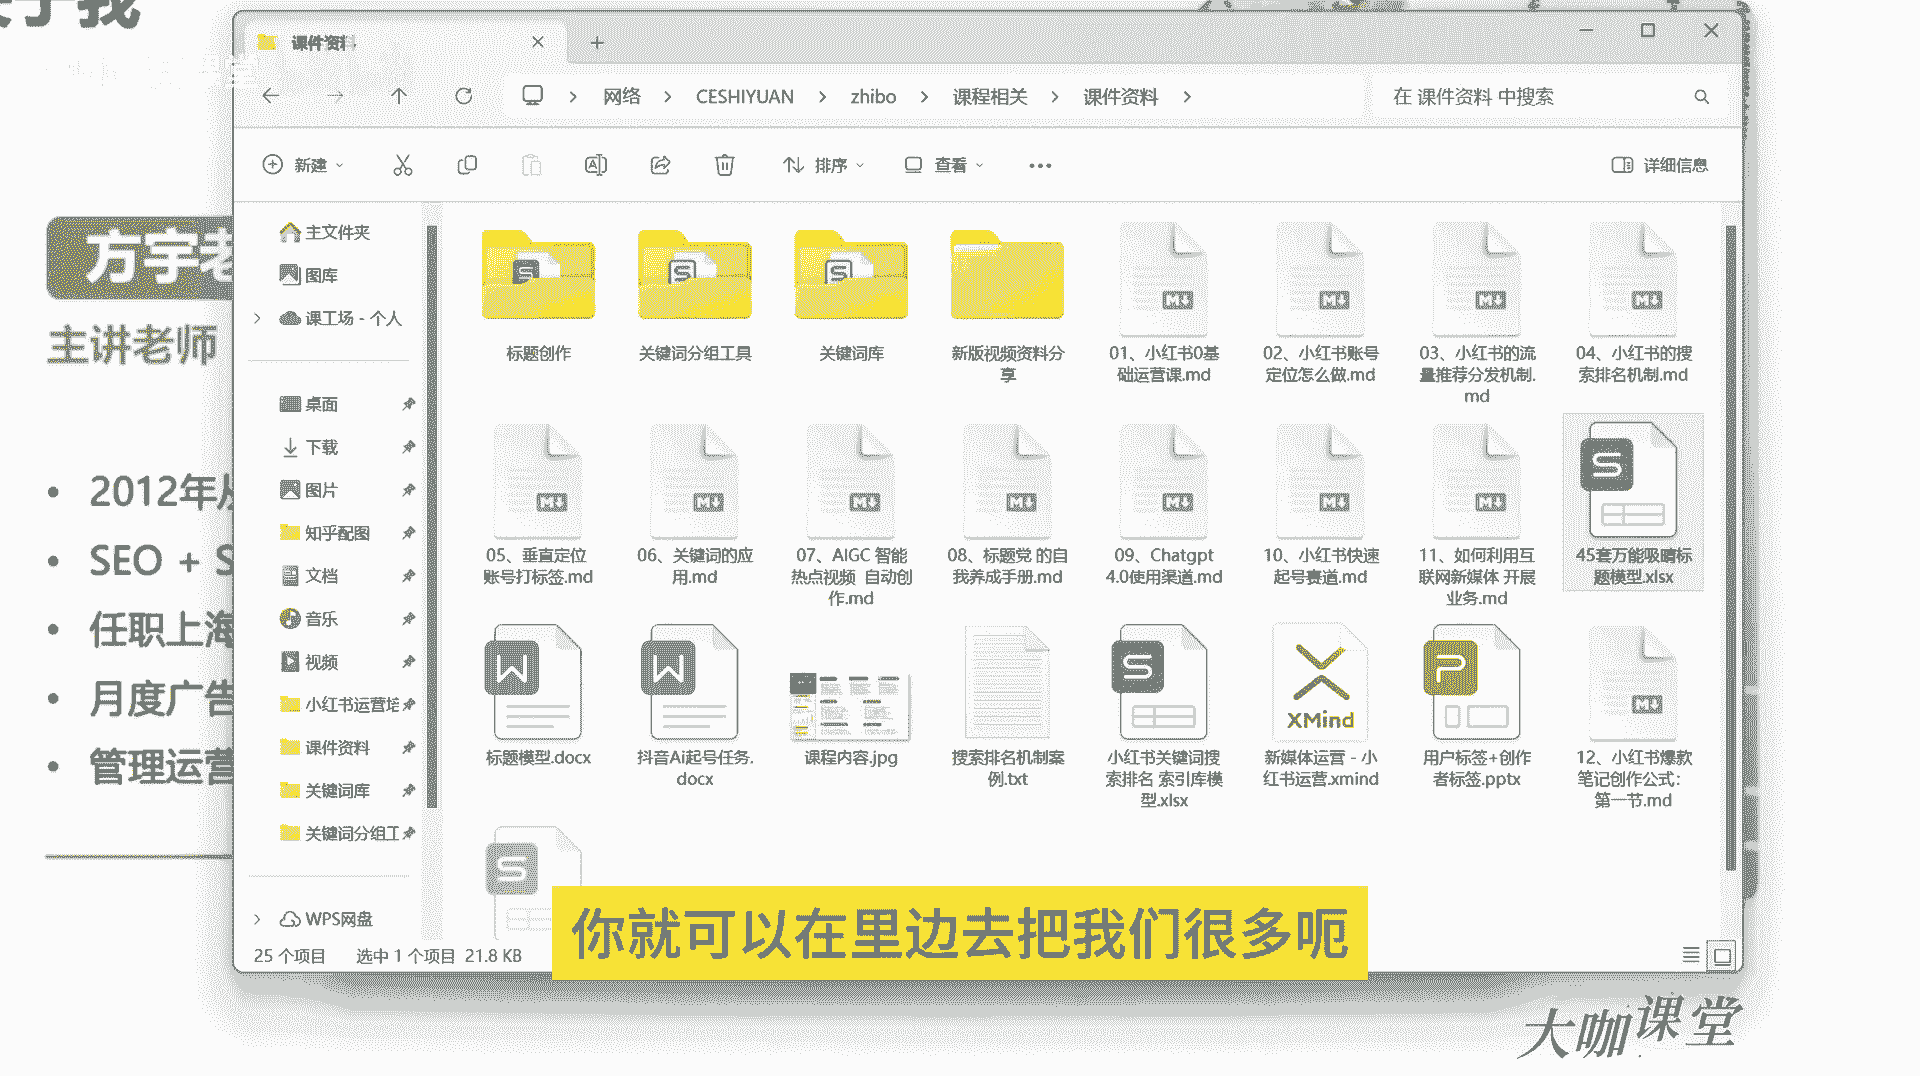 于我
课件资料
网络 CESHIYUAN zhibo 课程相关 课件资料
在 课件资料 中搜索
新建
排序
查看
详细信息
方宇老
主讲老师
2012年从
SEO + S
任职上海
月度广告
管理运营
主文件夹
图库
课工场 - 个人
桌面
下载
图片
知乎配图
文档
音乐
视频
小红书运营培
课件资料
关键词库
关键词分组工
WPS网盘
标题创作
关键词分组工具
关键词库
新版视频资料分
享
01、小红书0基
础运营课.md
02、小红书账号
定位怎么做.md
03、小红书的流
量推荐分发机制.
md
04、小红书的搜
索排名机制.md
05、垂直定位
账号打标签.md
06、关键词的应
用.md
07、AIGC 智能
热点视频 自动创
作.md
08、标题党 的自
我养成手册.md
09、Chatgpt
4.0使用渠道.md
10、小红书快速
起号赛道.md
11、如何利用互
联网新媒体 开展
业务.md
45套万能吸睛标
题模型.xlsx
标题模型.docx
抖音Ai起号任务.
docx
课程内容.jpg
搜索排名机制案
例.txt
小红书关键词搜
索排名 索引库模
型.xlsx
XMind
新媒体运营 - 小
红书运营.xmind
用户标签+创作
者标签.pptx
12、小红书爆款
笔记创作公式：
第一节.md
25 个项目 选中 1 个项目 21.8 KB
你就可以在里边去把我们很多呃
大咖课堂